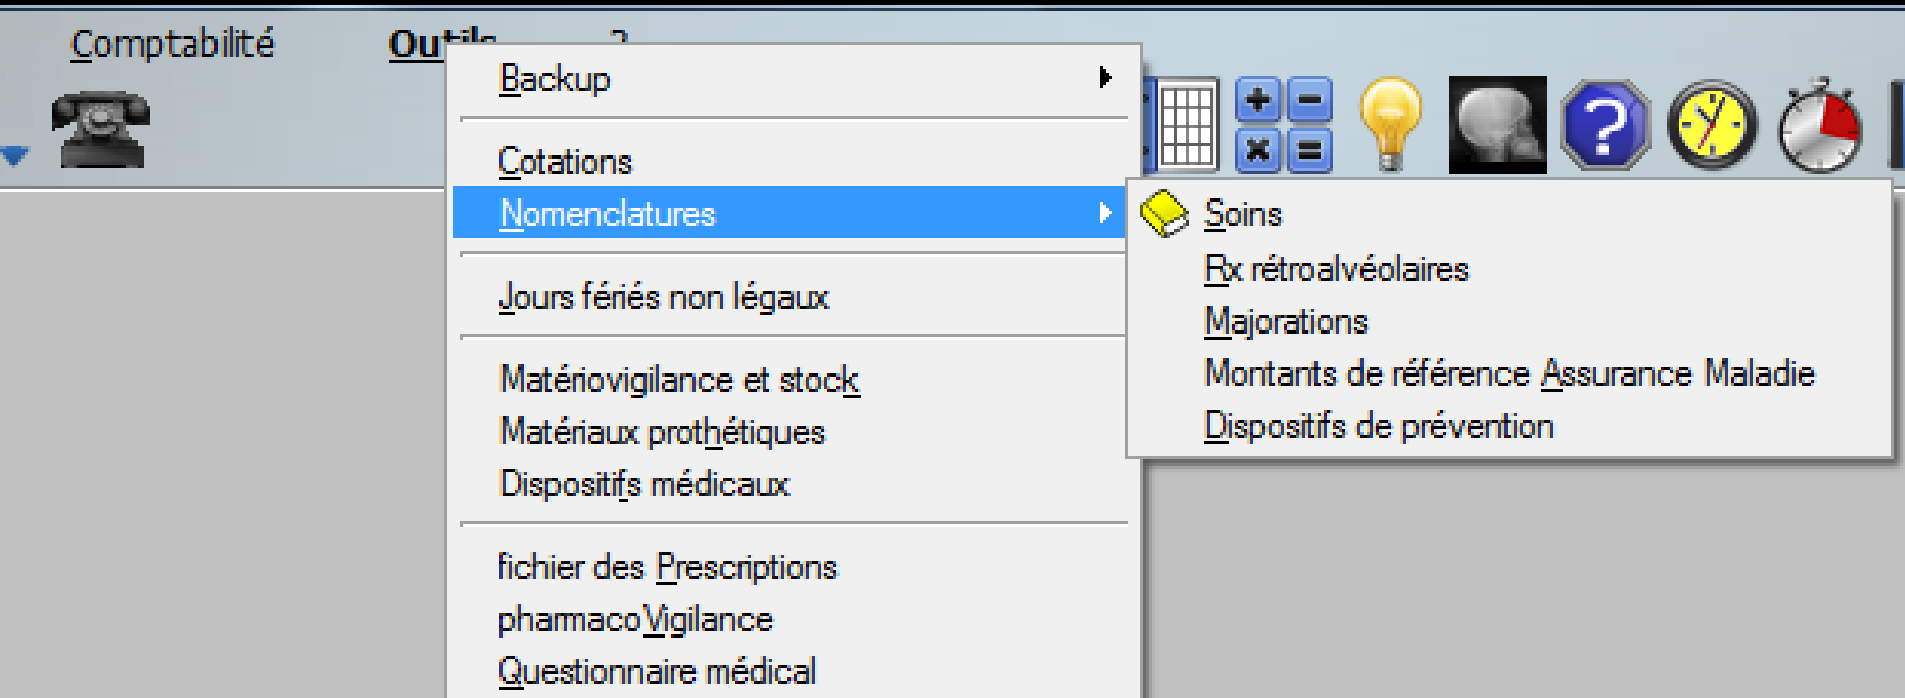 Comptabilité Outils ?
Backup
Cotations
Nomenclatures
Jours fériés non légaux
Matériovigilance et stock
Matériaux prothétiques
Dispositifs médicaux
fichier des Prescriptions
pharmacoVigilance
Questionnaire médical
Soins
Rx rétroalvéolaires
Majorations
Montants de référence Assurance Maladie
Dispositifs de prévention